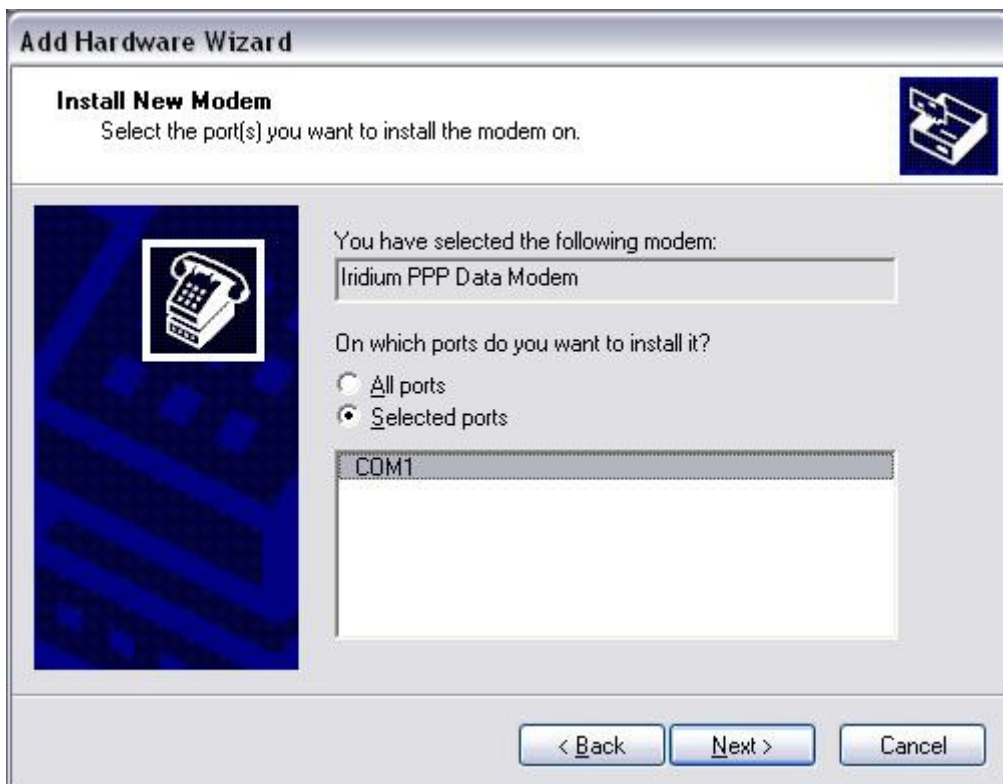 Add Hardware Wizard
Install New Modem
Select the port(s) you want to install the modem on.
You have selected the following modem:
Iridium PPP Data Modem
On which ports do you want to install it?
All ports
Selected ports
COM1
< Back
Next >
Cancel